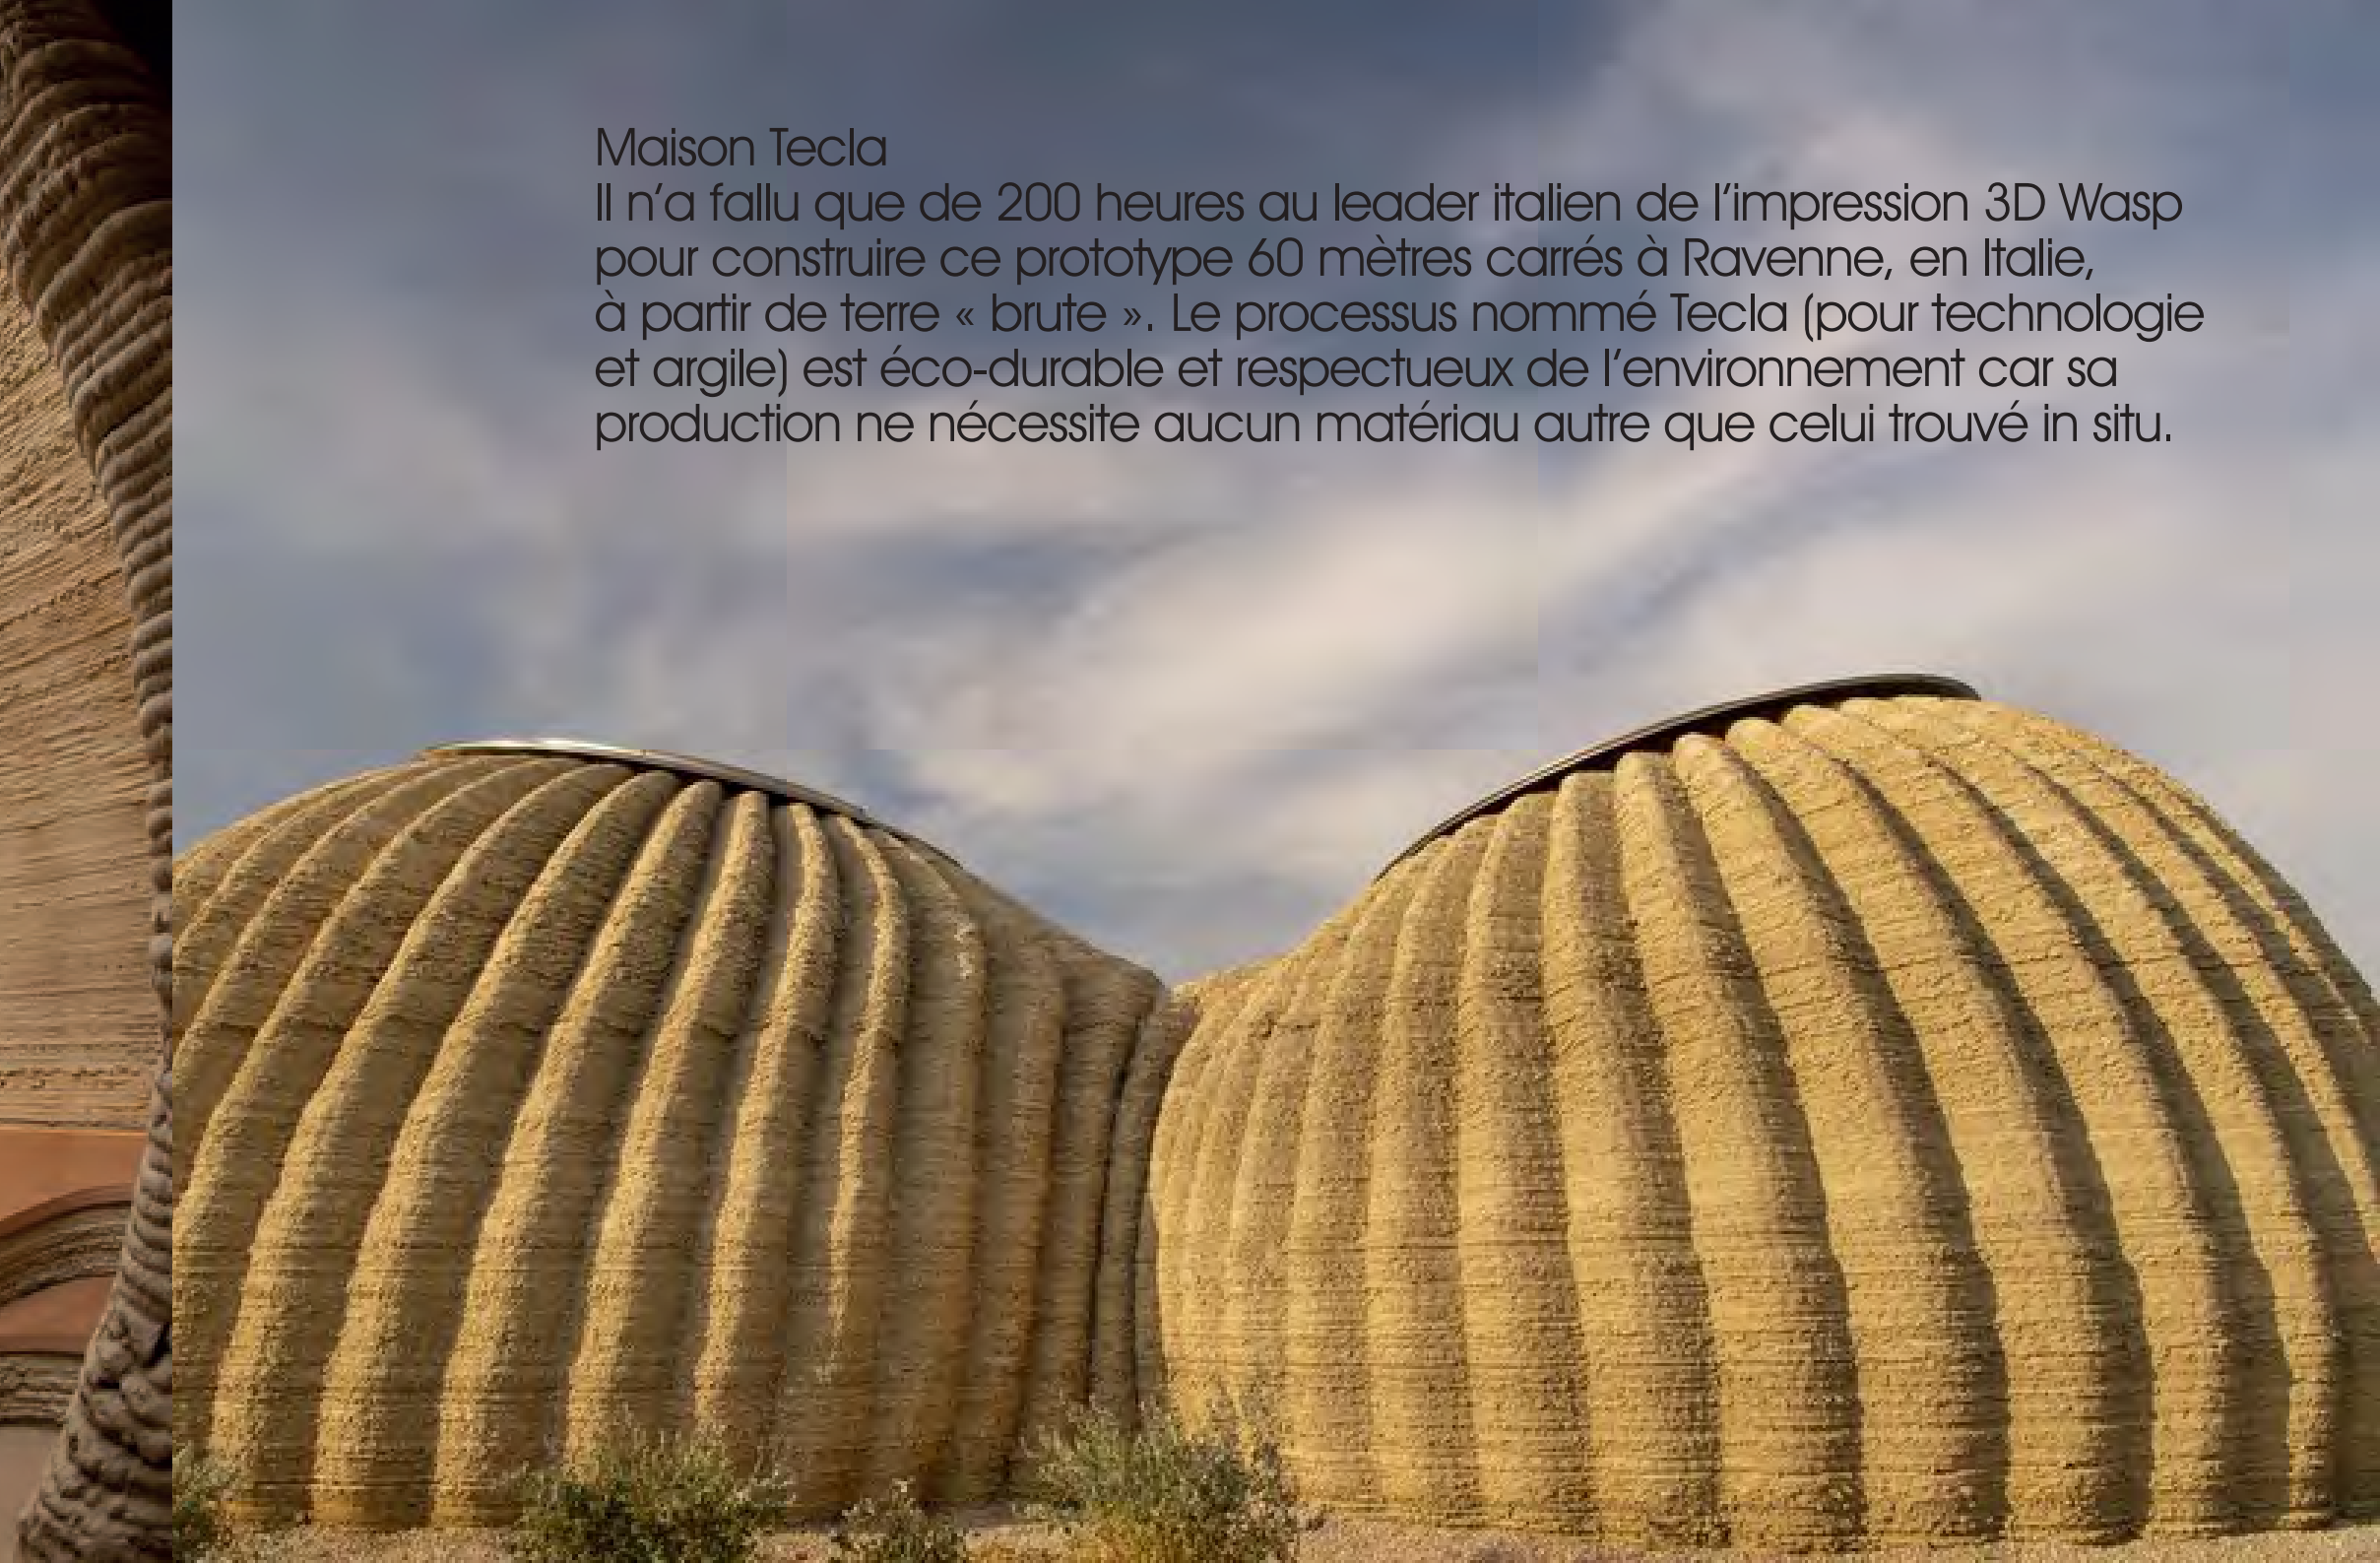 Maison Tecla
Il n’a fallu que de 200 heures au leader italien de l’impression 3D Wasp
pour construire ce prototype 60 mètres carrés à Ravenne, en Italie,
à partir de terre « brute ». Le processus nommé Tecla (pour technologie
et argile) est éco-durable et respectueux de l’environnement car sa
production ne nécessite aucun matériau autre que celui trouvé in situ.